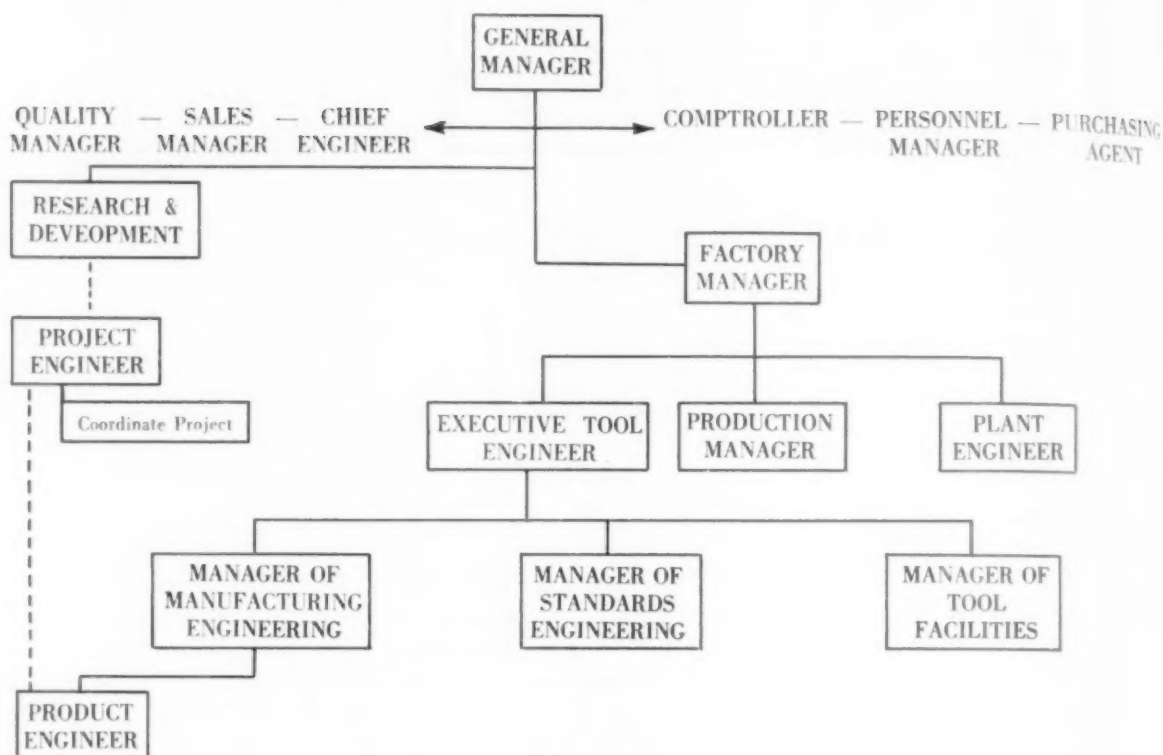 GENERAL
MANAGER
QUALITY — SALES — CHIEF
MANAGER MANAGER ENGINEER
COMPTROLLER — PERSONNEL — PURCHASING
MANAGER AGENT
RESEARCH &
DEVEOPMENT
FACTORY
MANAGER
PROJECT
ENGINEER
Coordinate Project
EXECUTIVE TOOL
ENGINEER
PRODUCTION
MANAGER
PLANT
ENGINEER
MANAGER OF
MANUFACTURING
ENGINEERING
MANAGER OF
STANDARDS
ENGINEERING
MANAGER OF
TOOL
FACILITIES
PRODUCT
ENGINEER